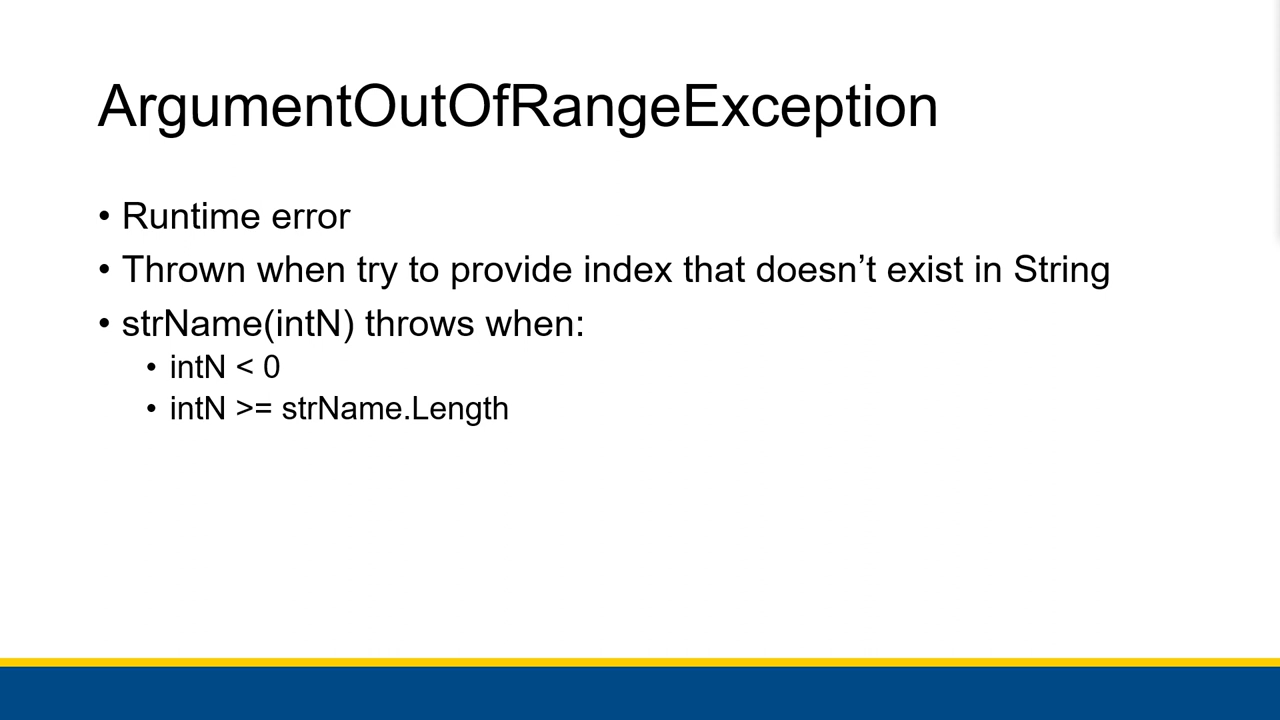 ArgumentOutOfRangeException
• Runtime error
• Thrown when try to provide index that doesn’t exist in String
• strName(intN) throws when:
• intN < 0
• intN >= strName.Length